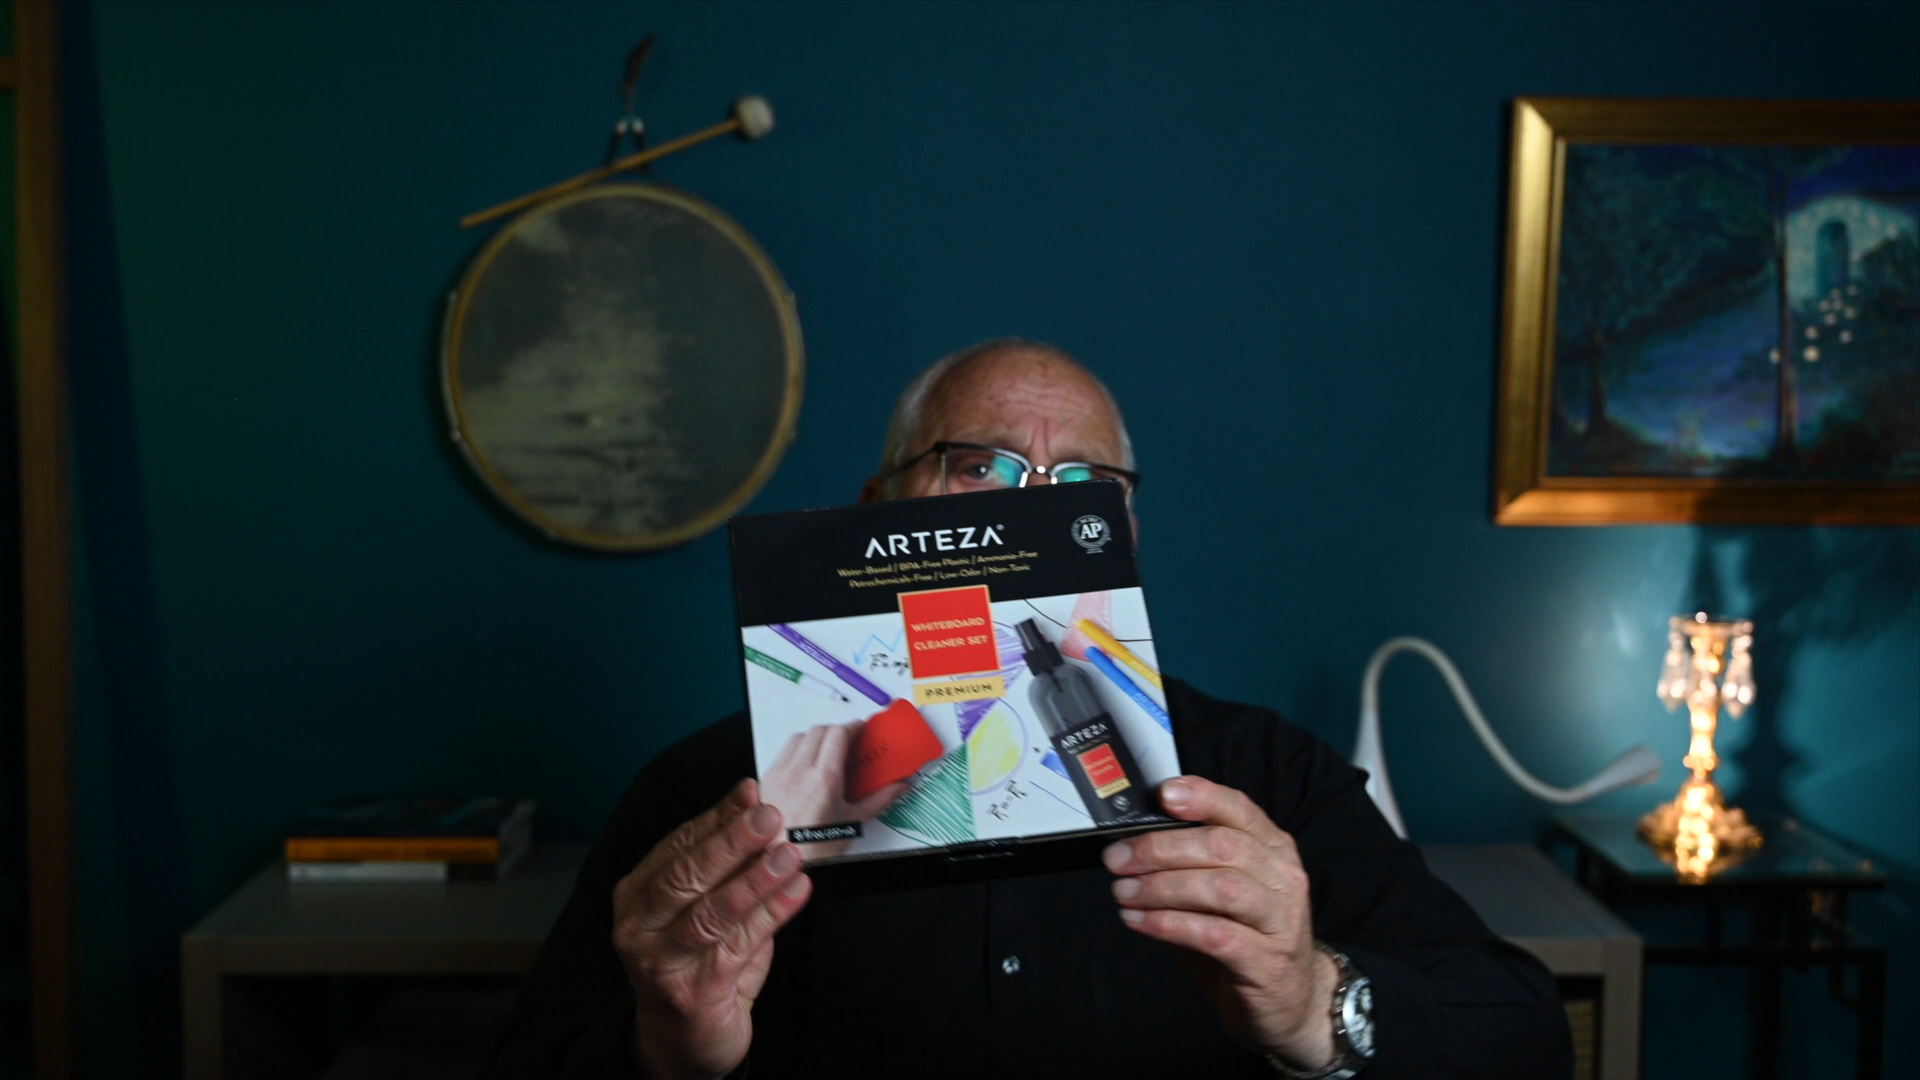 ARTEZA®
AP
Water-Based / BPA-Free Plastic / Ammonia-Free
Petrochemicals-Free / Low-Odor / Non-Toxic
WHITEBOARD
CLEANER SET
PREMIUM
ARTEZA